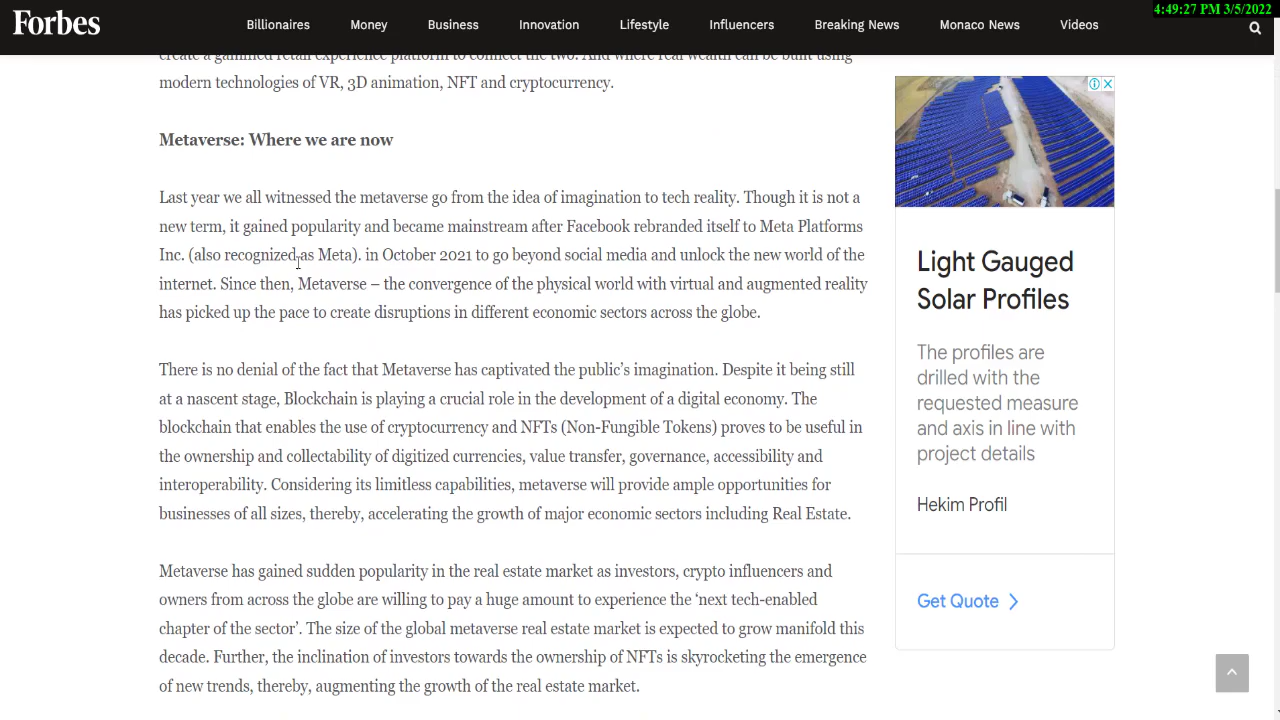 4:49:27 PM 3/5/2022
Forbes
Billionaires Money Business Innovation Lifestyle Influencers Breaking News Monaco News Videos
create a gamified retail experience platform to connect the two. And where real wealth can be built using
modern technologies of VR, 3D animation, NFT and cryptocurrency.
Metaverse: Where we are now
Last year we all witnessed the metaverse go from the idea of imagination to tech reality. Though it is not a
new term, it gained popularity and became mainstream after Facebook rebranded itself to Meta Platforms
Inc. (also recognized as Meta). in October 2021 to go beyond social media and unlock the new world of the
internet. Since then, Metaverse – the convergence of the physical world with virtual and augmented reality
has picked up the pace to create disruptions in different economic sectors across the globe.
There is no denial of the fact that Metaverse has captivated the public’s imagination. Despite it being still
at a nascent stage, Blockchain is playing a crucial role in the development of a digital economy. The
blockchain that enables the use of cryptocurrency and NFTs (Non-Fungible Tokens) proves to be useful in
the ownership and collectability of digitized currencies, value transfer, governance, accessibility and
interoperability. Considering its limitless capabilities, metaverse will provide ample opportunities for
businesses of all sizes, thereby, accelerating the growth of major economic sectors including Real Estate.
Metaverse has gained sudden popularity in the real estate market as investors, crypto influencers and
owners from across the globe are willing to pay a huge amount to experience the ‘next tech-enabled
chapter of the sector’. The size of the global metaverse real estate market is expected to grow manifold this
decade. Further, the inclination of investors towards the ownership of NFTs is skyrocketing the emergence
of new trends, thereby, augmenting the growth of the real estate market.
Light Gauged
Solar Profiles
The profiles are
drilled with the
requested measure
and axis in line with
project details
Hekim Profil
Get Quote